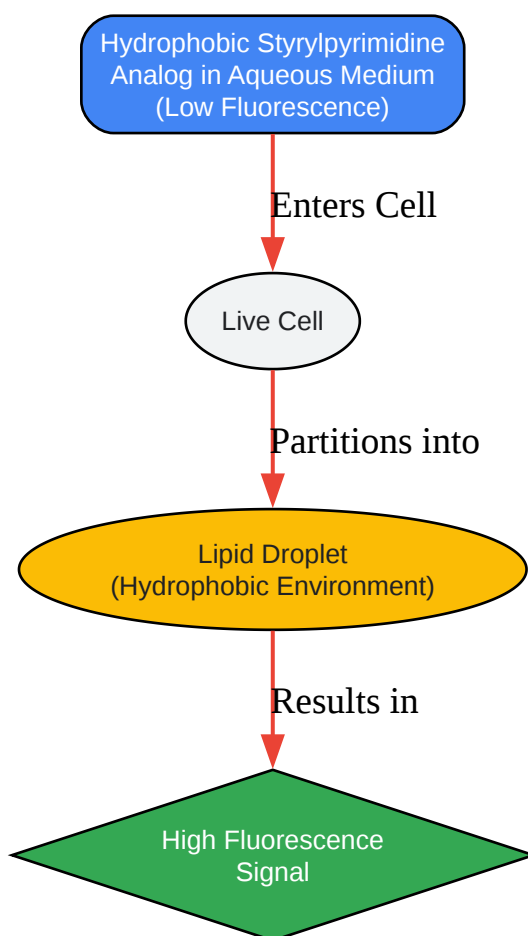 Hydrophobic Styrylpyrimidine
Analog in Aqueous Medium
(Low Fluorescence)
Enters Cell
Live Cell
Partitions into
Lipid Droplet
(Hydrophobic Environment)
Results in
High Fluorescence
Signal